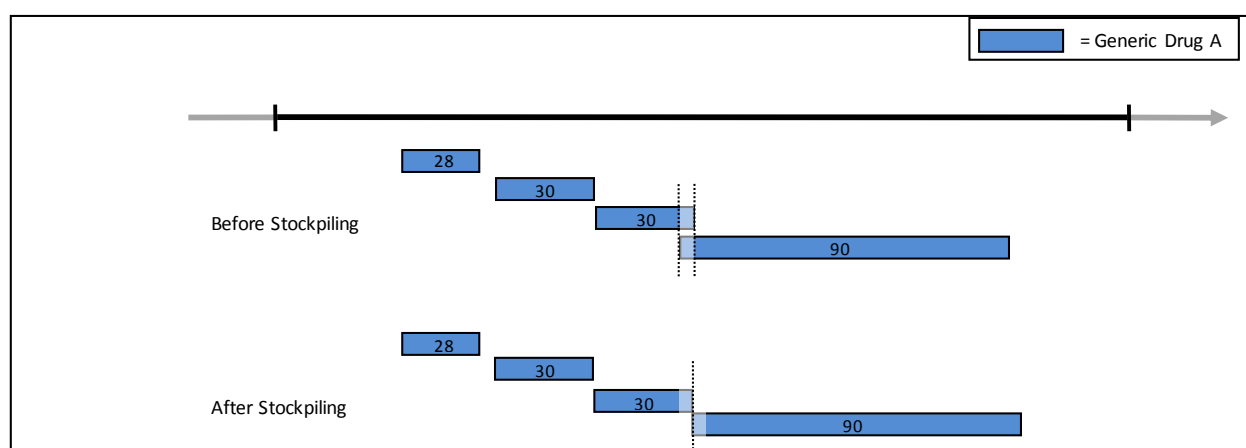 = Generic Drug A
28
30
Before Stockpiling
30
90
28
30
After Stockpiling
30
90